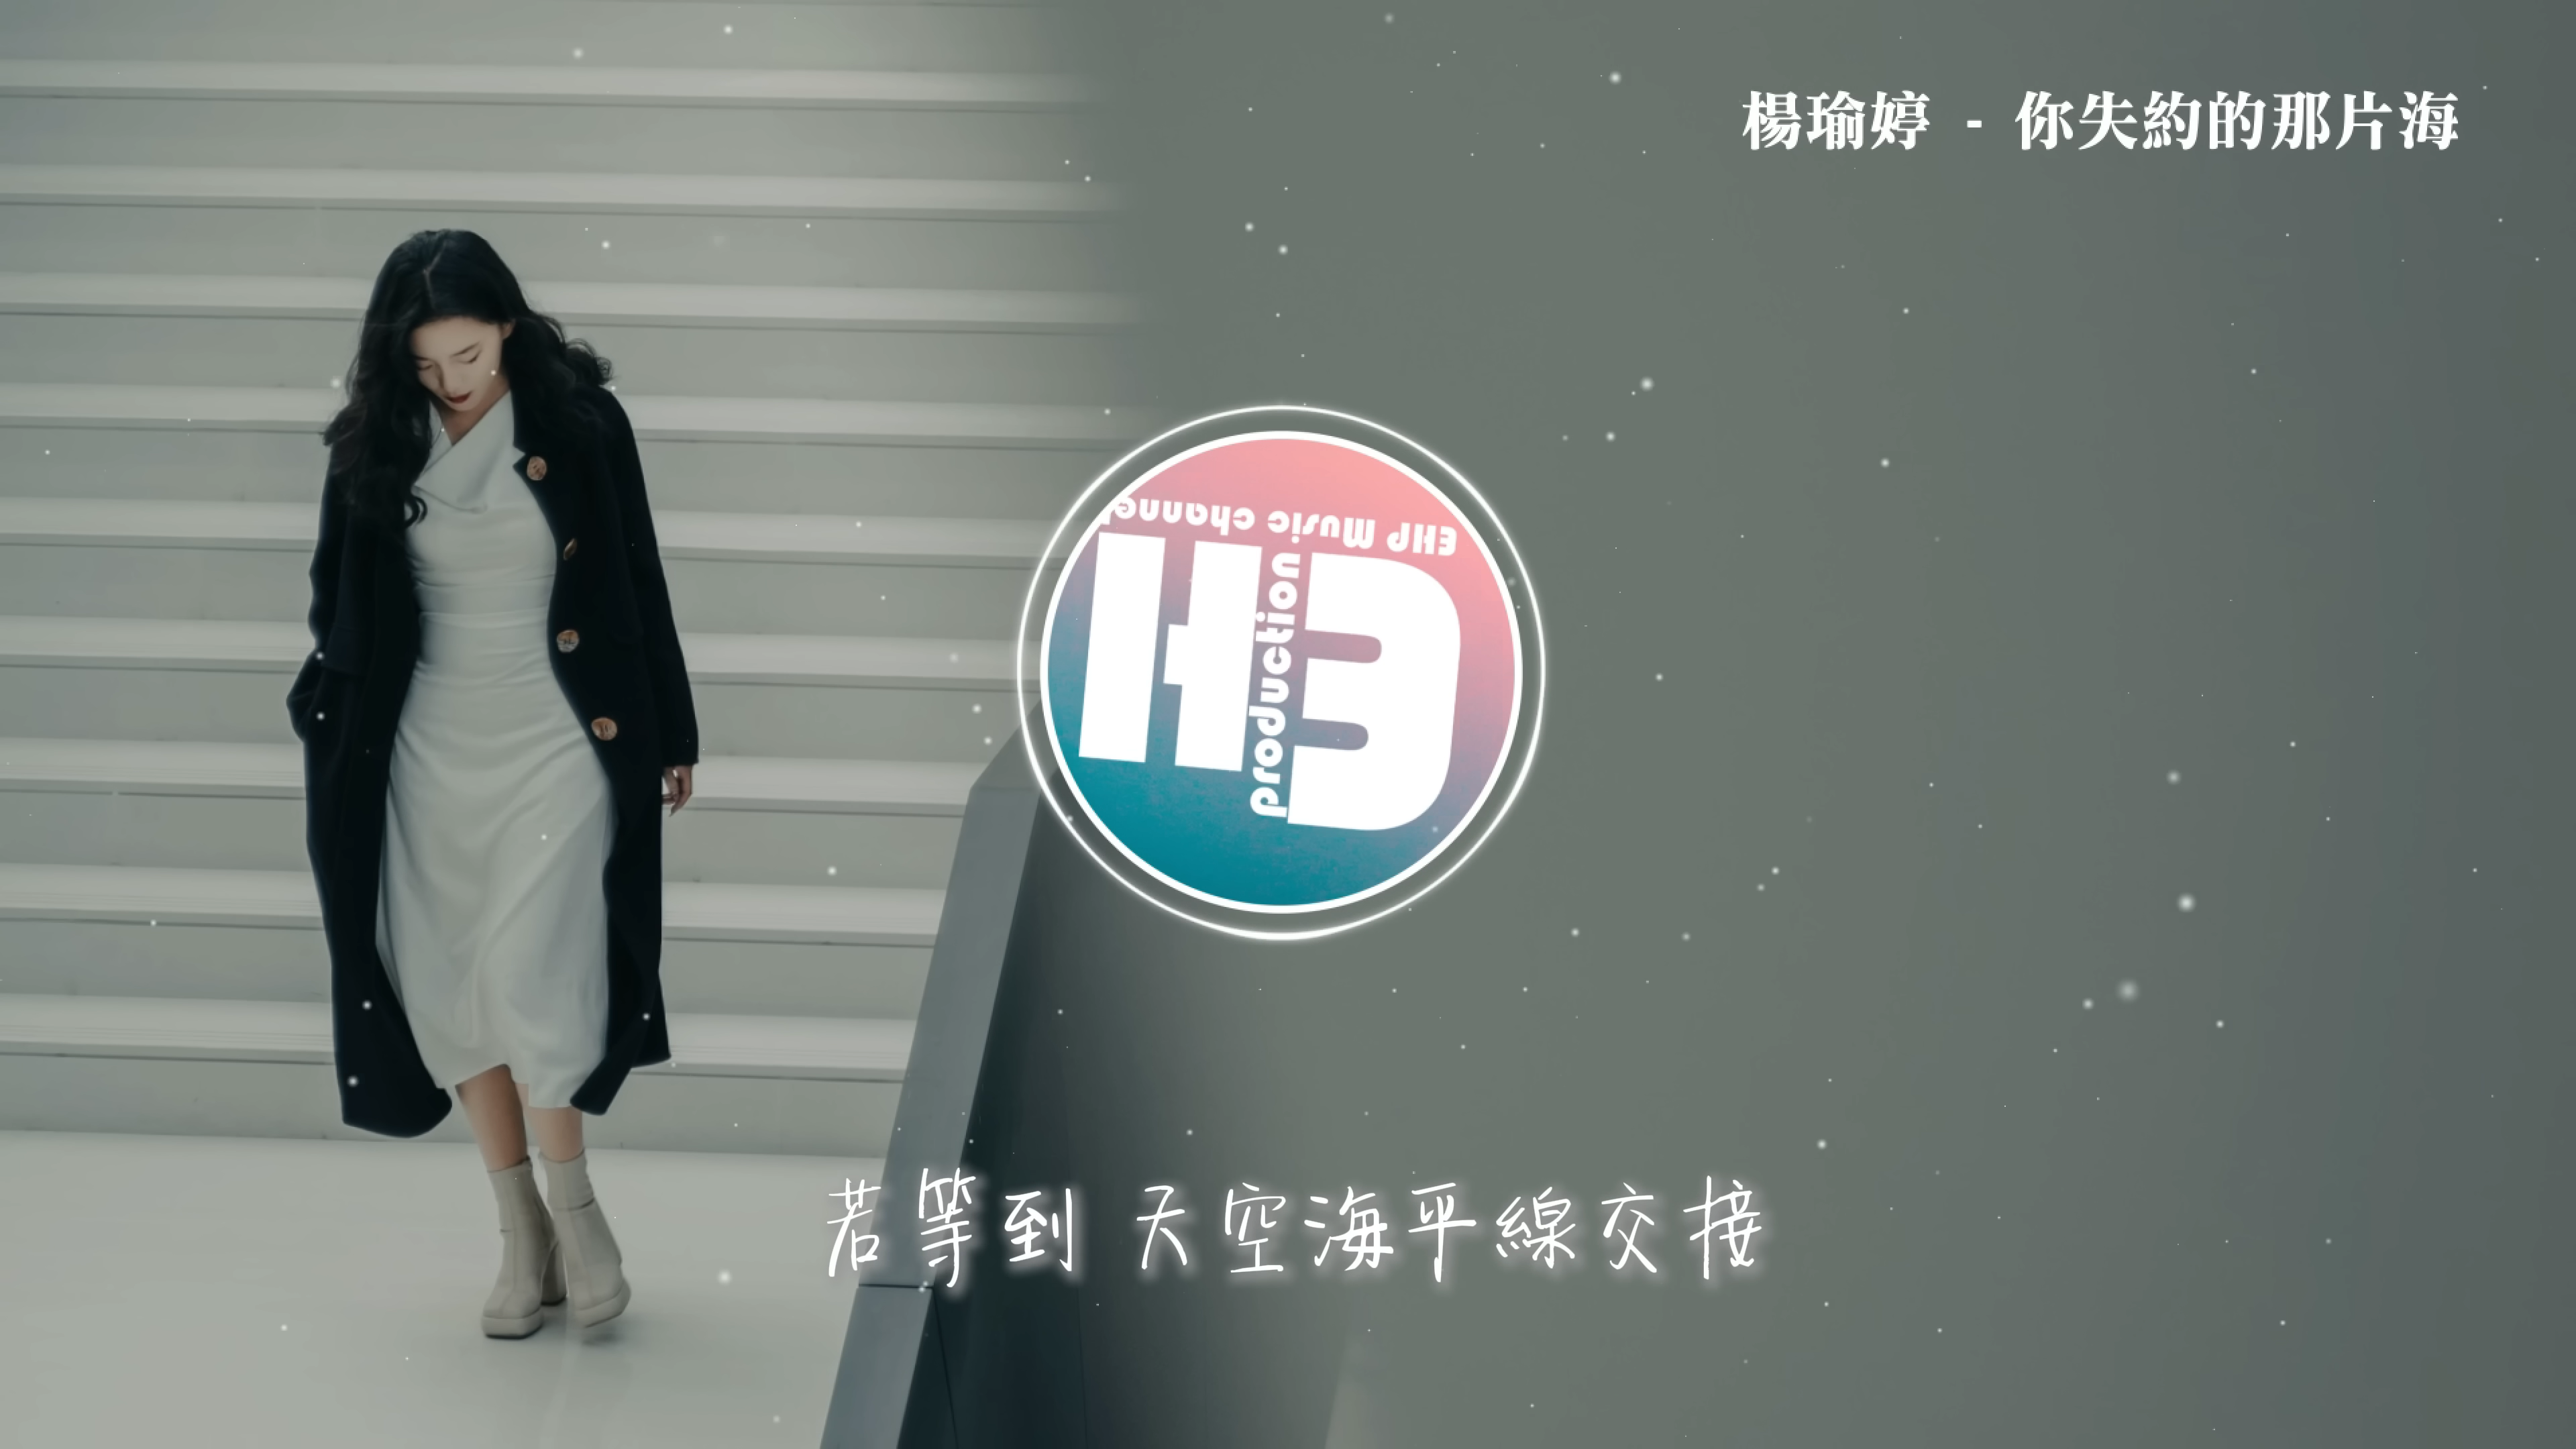 楊瑜婷 - 你失約的那片海
EHP Music channel
EH
production
若等到 天空海平線交接